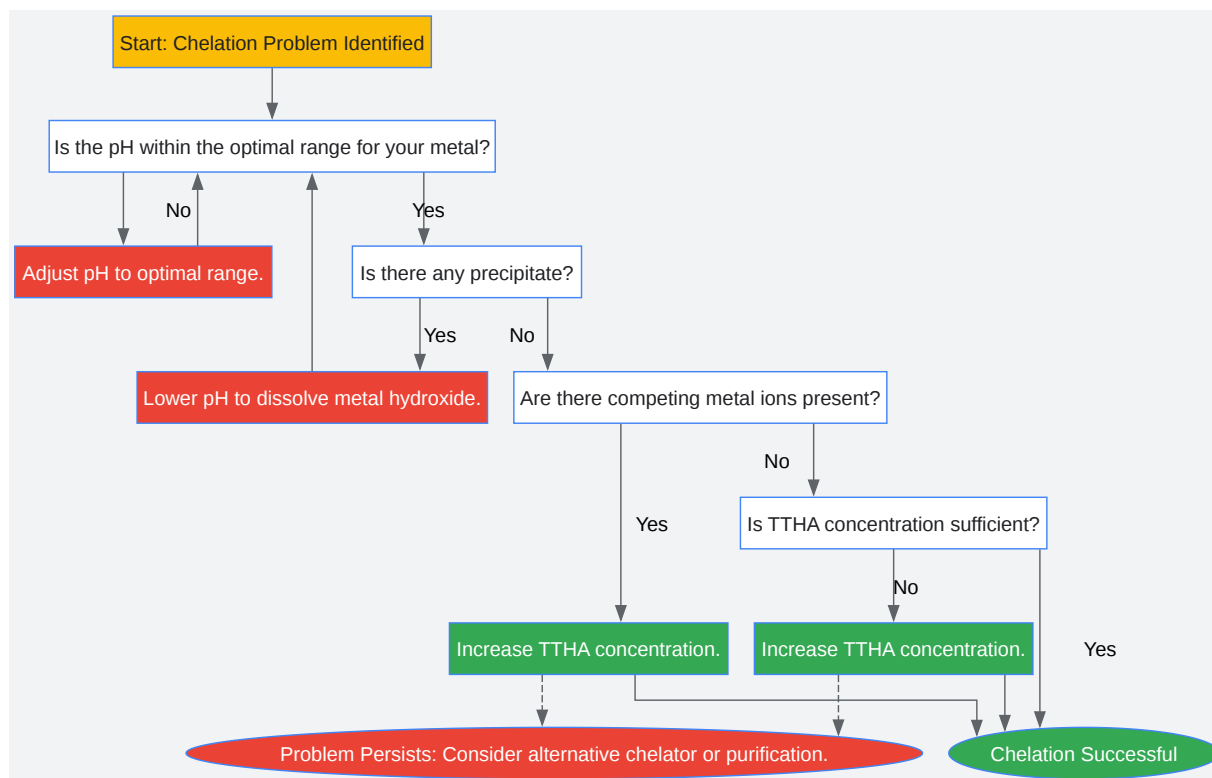 Start: Chelation Problem Identified
Is the pH within the optimal range for your metal?
No
Yes
Adjust pH to optimal range.
Is there any precipitate?
Yes
No
Lower pH to dissolve metal hydroxide.
Are there competing metal ions present?
No
Yes
Is TTHA concentration sufficient?
No
Increase TTHA concentration.
Increase TTHA concentration.
Yes
Problem Persists: Consider alternative chelator or purification.
Chelation Successful